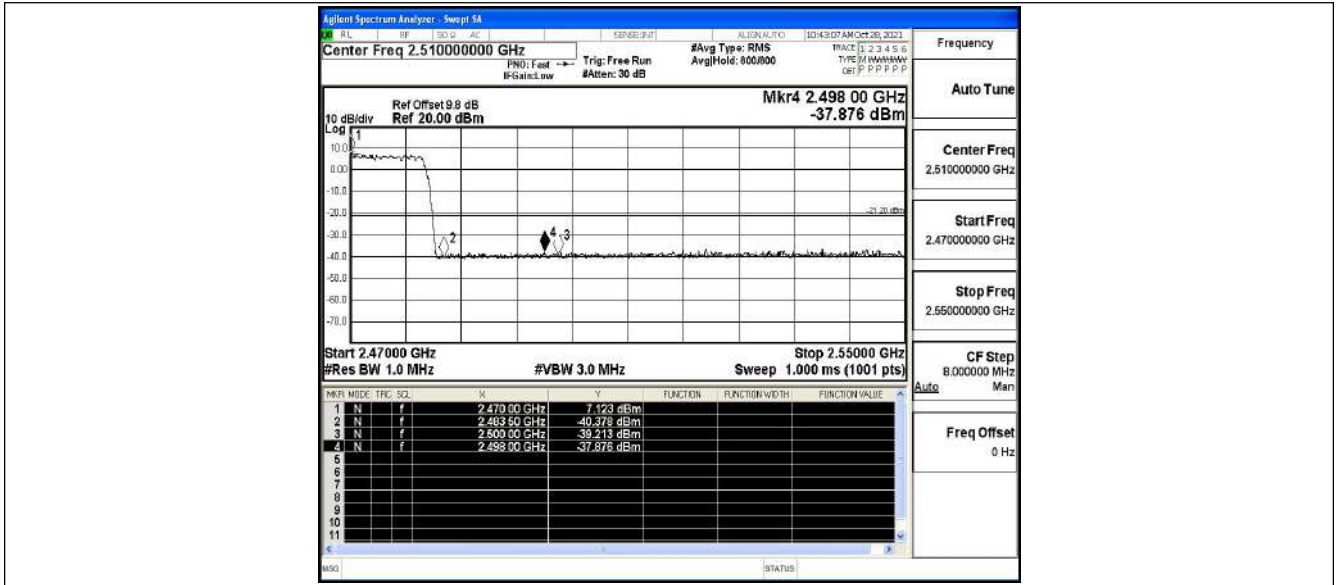 Agilent Spectrum Analyzer - Swept SA
RL RF 50 Ω AC SENSE:INT ALIGN AUTO 10:43:07 AM Oct 28, 2021
Center Freq 2.510000000 GHz
#Avg Type: RMS
TRACE 1 2 3 4 5 6
PNO: Fast Trig: Free Run
Avg|Hold: 800/800
TYPE M WWWWW
IFGain:Low #Atten: 30 dB
DET P P P P P P
Mkr4 2.498 00 GHz
Ref Offset 9.8 dB
10 dB/div Ref 20.00 dBm
-37.876 dBm
Log
1
10.0
0.00
-10.0
-20.0
-21.20 dBm
-30.0
2 4 3
-40.0
-50.0
-60.0
-70.0
Start 2.47000 GHz Stop 2.55000 GHz
#Res BW 1.0 MHz #VBW 3.0 MHz Sweep 1.000 ms (1001 pts)
MKR MODE TRC SCL X Y FUNCTION FUNCTION WIDTH FUNCTION VALUE
1 N f 2.470 00 GHz 7.123 dBm
2 N f 2.483 50 GHz -40.378 dBm
3 N f 2.500 00 GHz -39.213 dBm
4 N f 2.498 00 GHz -37.876 dBm
5
6
7
8
9
10
11
MSG STATUS
Frequency
Auto Tune
Center Freq
2.510000000 GHz
Start Freq
2.470000000 GHz
Stop Freq
2.550000000 GHz
CF Step
8.000000 MHz
Auto Man
Freq Offset
0 Hz